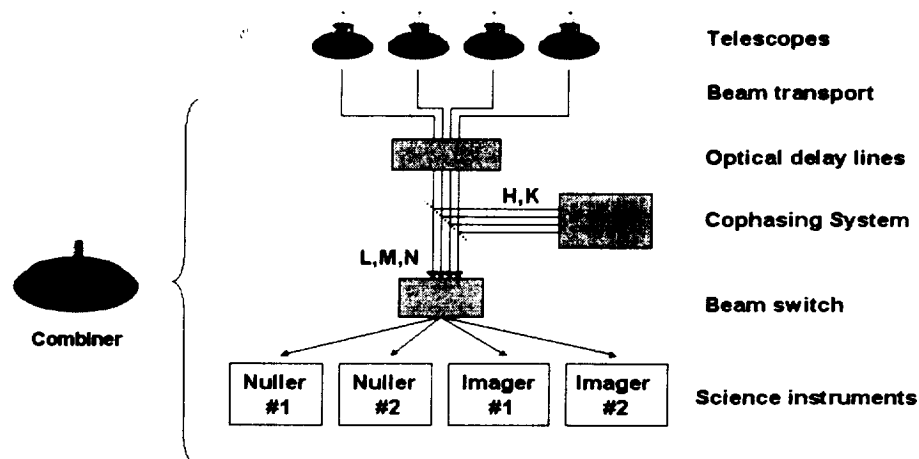 Telescopes
Beam transport
Optical delay lines
H,K
Cophasing System
L,M,N
Beam switch
Combiner
Nuller #1
Nuller #2
Imager #1
Imager #2
Science instruments